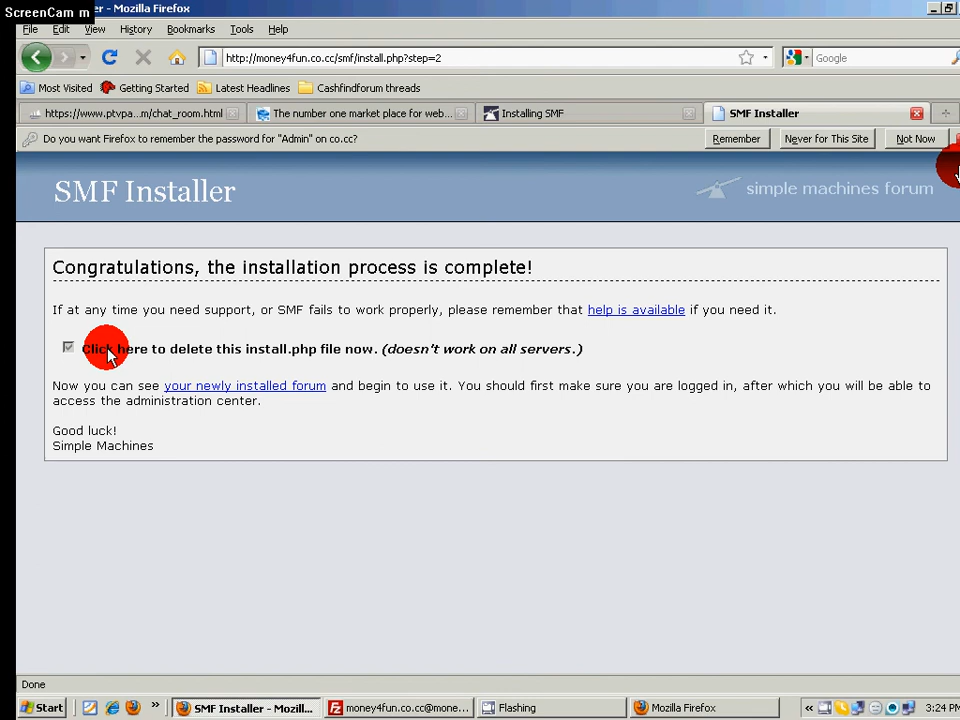 ScreenCam m
er - Mozilla Firefox
File Edit View History Bookmarks Tools Help
http://money4fun.co.cc/smf/install.php?step=2
Google
Most Visited Getting Started Latest Headlines Cashfindforum threads
https://www.ptvpa...m/chat_room.html
The number one market place for web...
Installing SMF
SMF Installer
Do you want Firefox to remember the password for "Admin" on co.cc?
Remember
Never for This Site
Not Now
SMF Installer
simple machines forum
Congratulations, the installation process is complete!
If at any time you need support, or SMF fails to work properly, please remember that help is available if you need it.
Click here to delete this install.php file now. (doesn't work on all servers.)
Now you can see your newly installed forum and begin to use it. You should first make sure you are logged in, after which you will be able to
access the administration center.
Good luck!
Simple Machines
Done
Start
SMF Installer - Mozill...
money4fun.co.cc@mone...
Flashing
Mozilla Firefox
3:24 PM